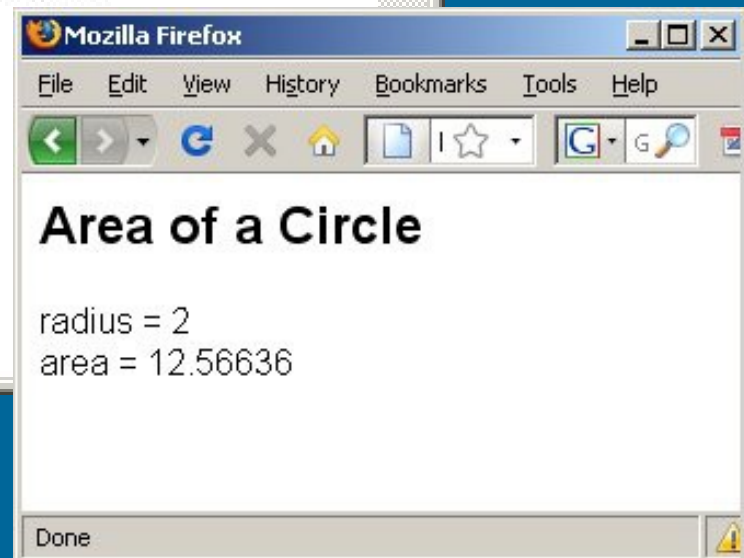 Mozilla Firefox
File Edit View History Bookmarks Tools Help
G G
Area of a Circle
radius = 2
area = 12.56636
Done